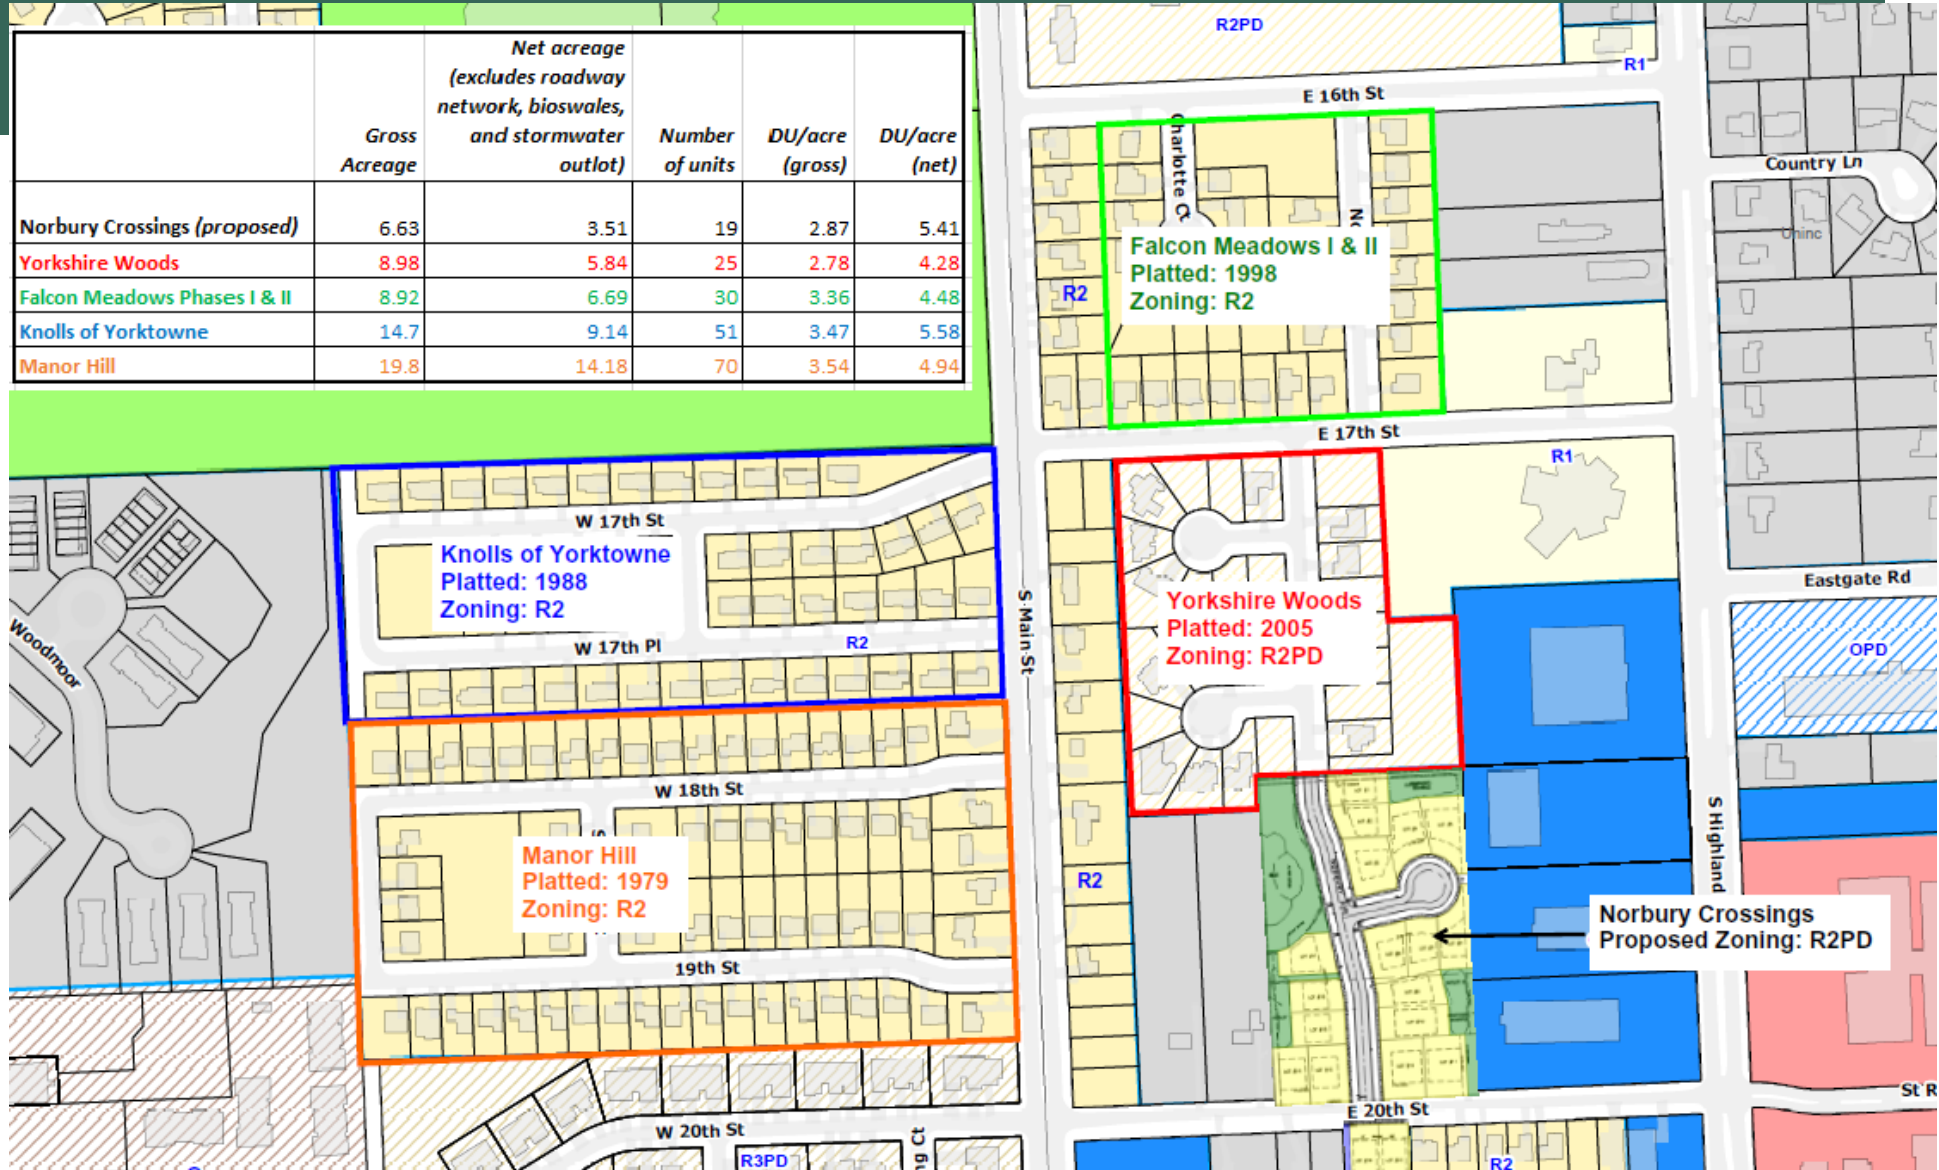 Net acreage
(excludes roadway
network, bioswales,
Gross and stormwater Number DU/acre DU/acre
Acreage outlot) of units (gross) (net)
Norbury Crossings (proposed) 6.63 3.51 19 2.87 5.41
Yorkshire Woods 8.98 5.84 25 2.78 4.28
Falcon Meadows Phases I & II 8.92 6.69 30 3.36 4.48
Knolls of Yorktowne 14.7 9.14 51 3.47 5.58
Manor Hill 19.8 14.18 70 3.54 4.94
R2PD
R1
E 16th St
Charlotte Ct
Country Ln
Uninc
Falcon Meadows I & II
Platted: 1998
Zoning: R2
R2
E 17th St
R1
W 17th St
Knolls of Yorktowne
Platted: 1988
Zoning: R2
W 17th Pl
R2
S Main St
Yorkshire Woods
Platted: 2005
Zoning: R2PD
Eastgate Rd
OPD
Woodmoor
W 18th St
S
Manor Hill
Platted: 1979
Zoning: R2
R2
S Highland
Norbury Crossings
Proposed Zoning: R2PD
19th St
E 20th St
St R
W 20th St
R3PD
ng Ct
R2